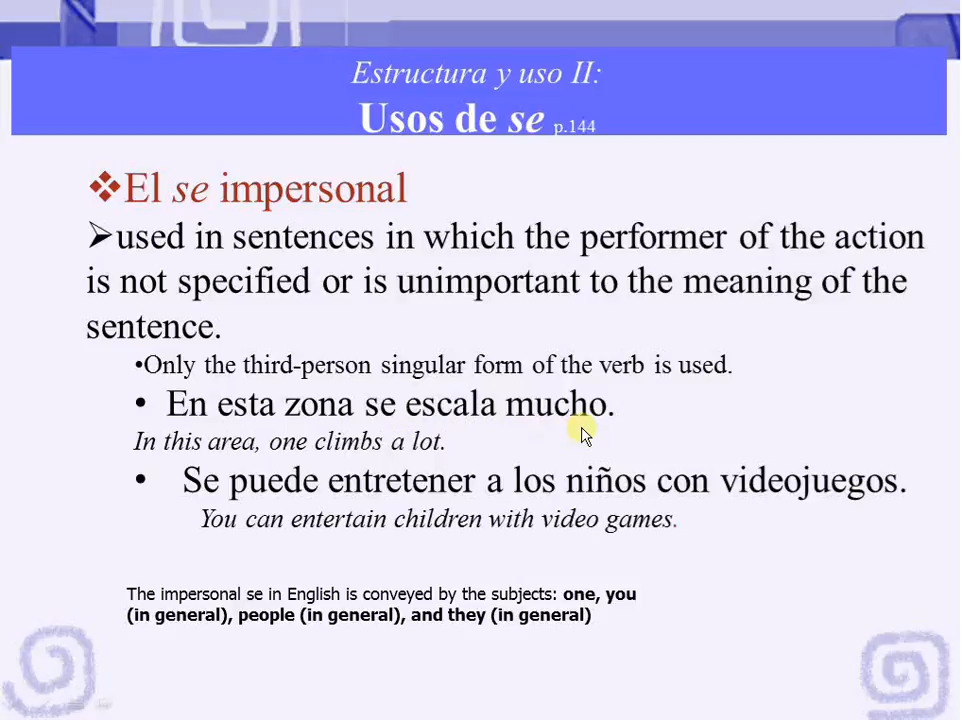 Estructura y uso II:
Usos de se p.144
❖El se impersonal
➢used in sentences in which the performer of the action
is not specified or is unimportant to the meaning of the
sentence.
•Only the third-person singular form of the verb is used.
• En esta zona se escala mucho.
In this area, one climbs a lot.
• Se puede entretener a los niños con videojuegos.
You can entertain children with video games.
The impersonal se in English is conveyed by the subjects: one, you
(in general), people (in general), and they (in general)